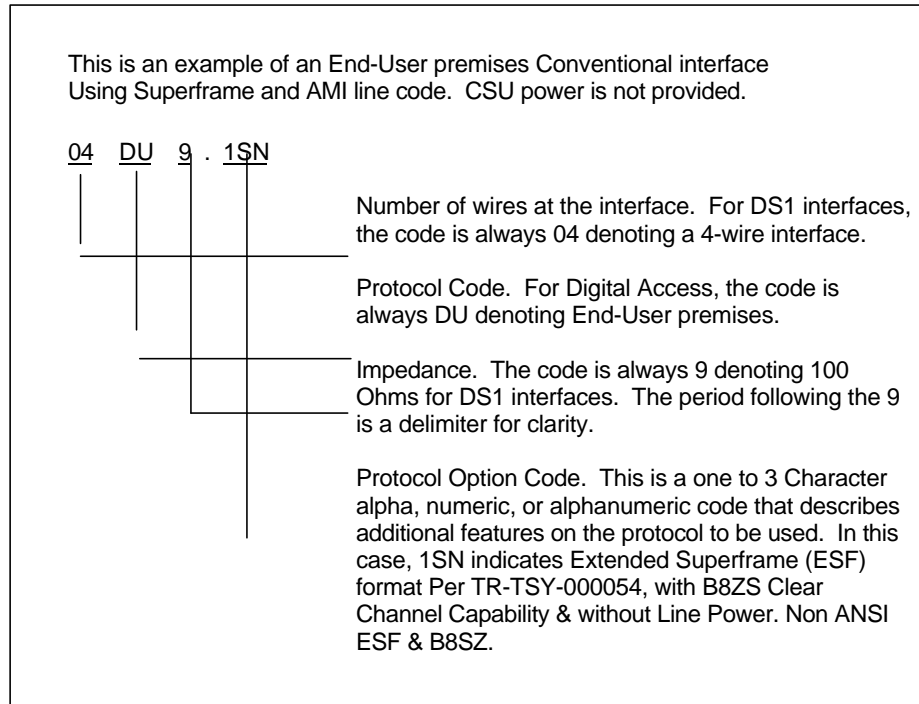 This is an example of an End-User premises Conventional interface
Using Superframe and AMI line code. CSU power is not provided.
04 DU 9 . 1SN
Number of wires at the interface. For DS1 interfaces,
the code is always 04 denoting a 4-wire interface.
Protocol Code. For Digital Access, the code is
always DU denoting End-User premises.
Impedance. The code is always 9 denoting 100
Ohms for DS1 interfaces. The period following the 9
is a delimiter for clarity.
Protocol Option Code. This is a one to 3 Character
alpha, numeric, or alphanumeric code that describes
additional features on the protocol to be used. In this
case, 1SN indicates Extended Superframe (ESF)
format Per TR-TSY-000054, with B8ZS Clear
Channel Capability & without Line Power. Non ANSI
ESF & B8SZ.